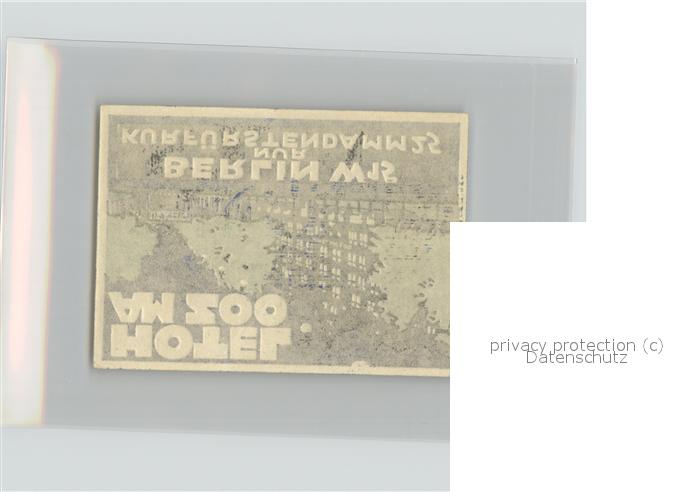 HOTEL
AM ZOO
BERLIN W15
NUR
KURFÜRSTENDAMM 25
privacy protection (c)
Datenschutz